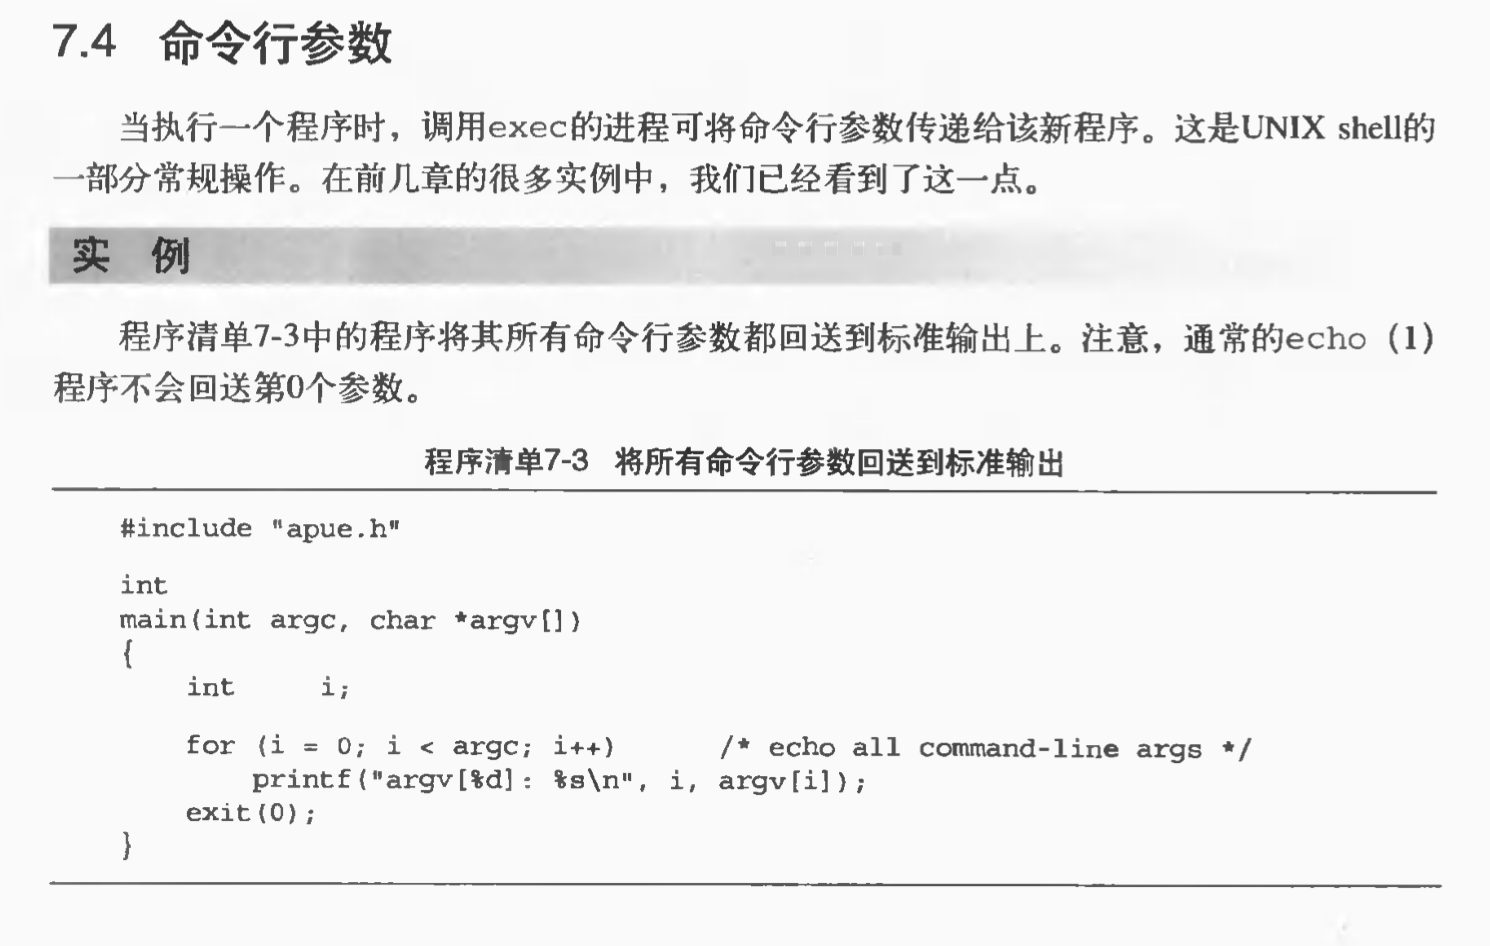 7.4 命令行参数
当执行一个程序时，调用exec的进程可将命令行参数传递给该新程序。这是UNIX shell的
一部分常规操作。在前几章的很多实例中，我们已经看到了这一点。
实 例
程序清单7-3中的程序将其所有命令行参数都回送到标准输出上。注意，通常的echo (1)
程序不会回送第0个参数。
程序清单7-3 将所有命令行参数回送到标准输出
#include "apue.h"
int
main(int argc, char *argv[])
{
    int     i;
    for (i = 0; i < argc; i++)      /* echo all command-line args */
        printf("argv[%d]: %s\n", i, argv[i]);
    exit(0);
}